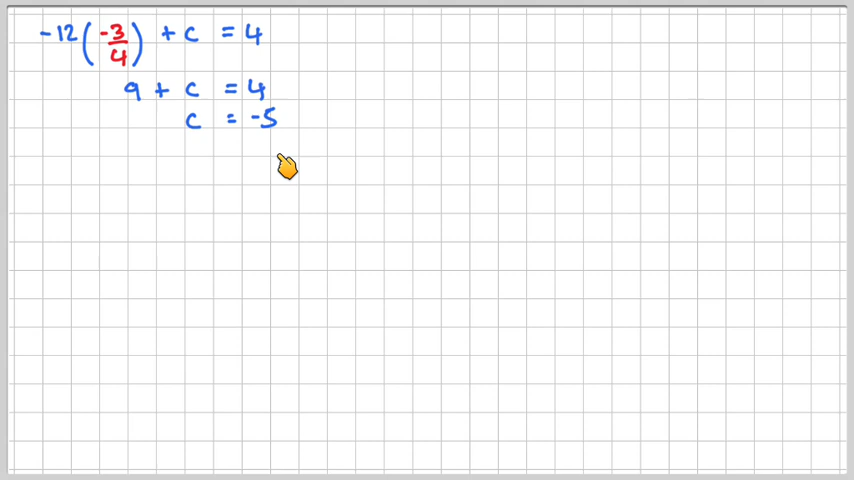 -12(-3/4) + c = 4
9 + c = 4
c = -5